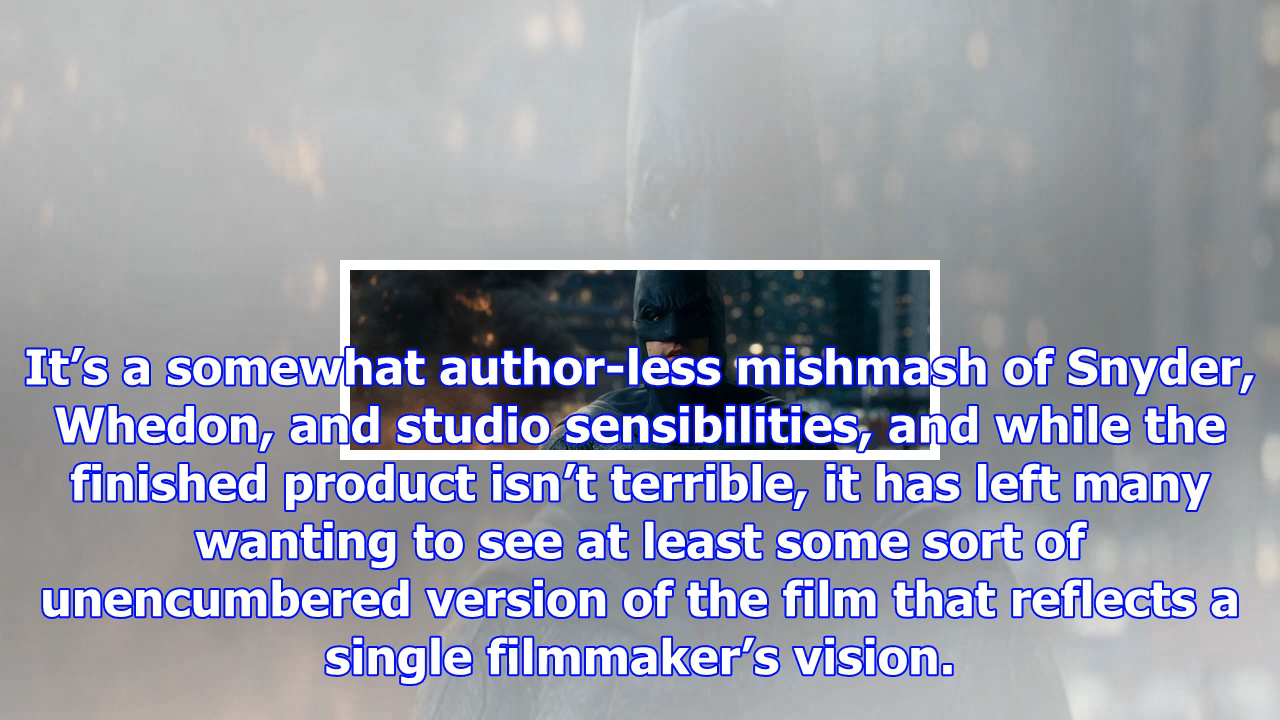 It’s a somewhat author-less mishmash of Snyder,
Whedon, and studio sensibilities, and while the
finished product isn’t terrible, it has left many
wanting to see at least some sort of
unencumbered version of the film that reflects a
single filmmaker’s vision.